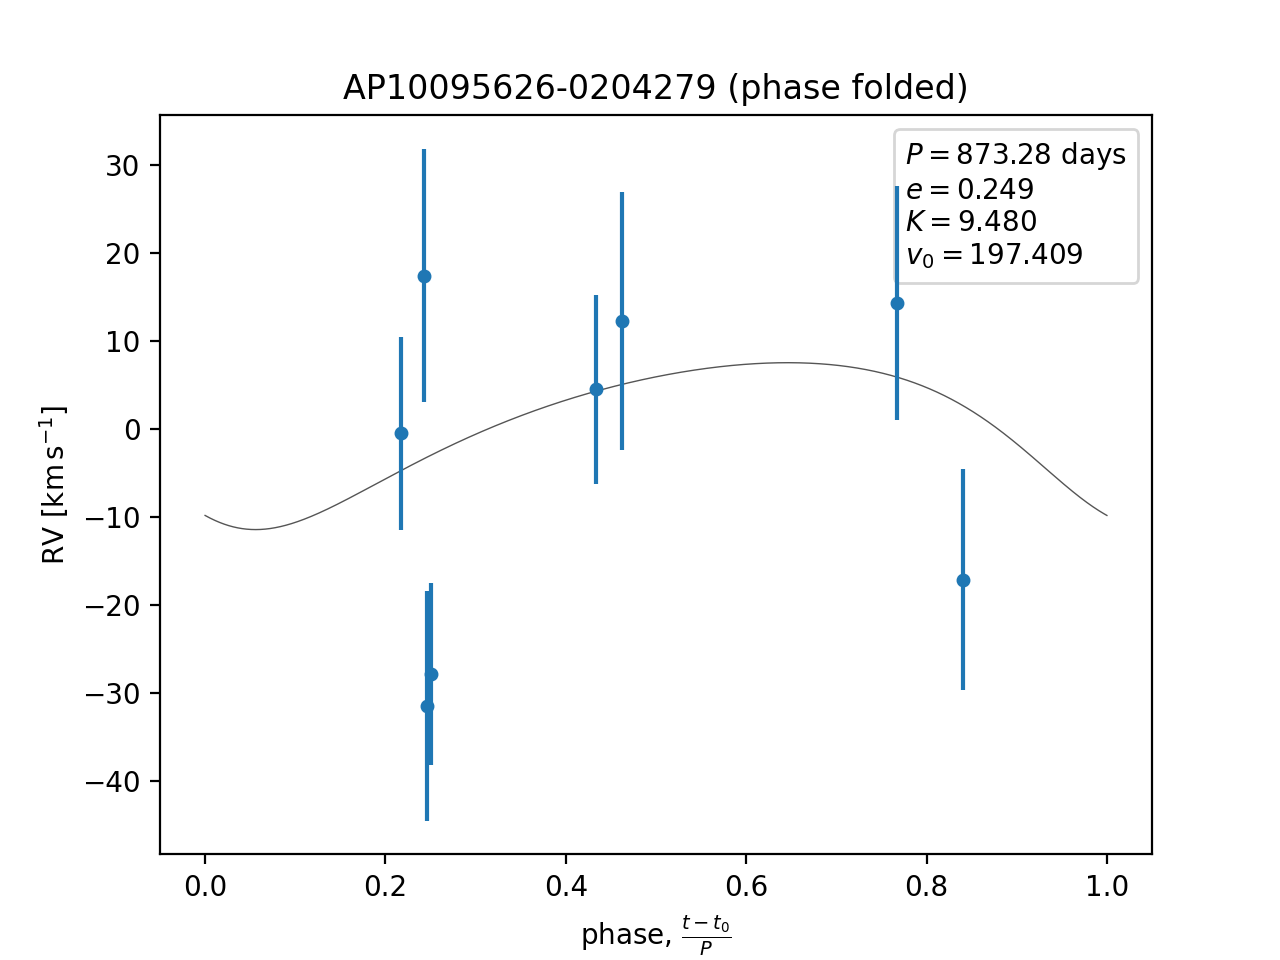 AP10095626-0204279 (phase folded)
P = 873.28 days
e = 0.249
K = 9.480
v₀ = 197.409
RV [km s⁻¹]
30
20
10
0
−10
−20
−30
−40
0.0 0.2 0.4 0.6 0.8 1.0
phase, (t − t₀)/P